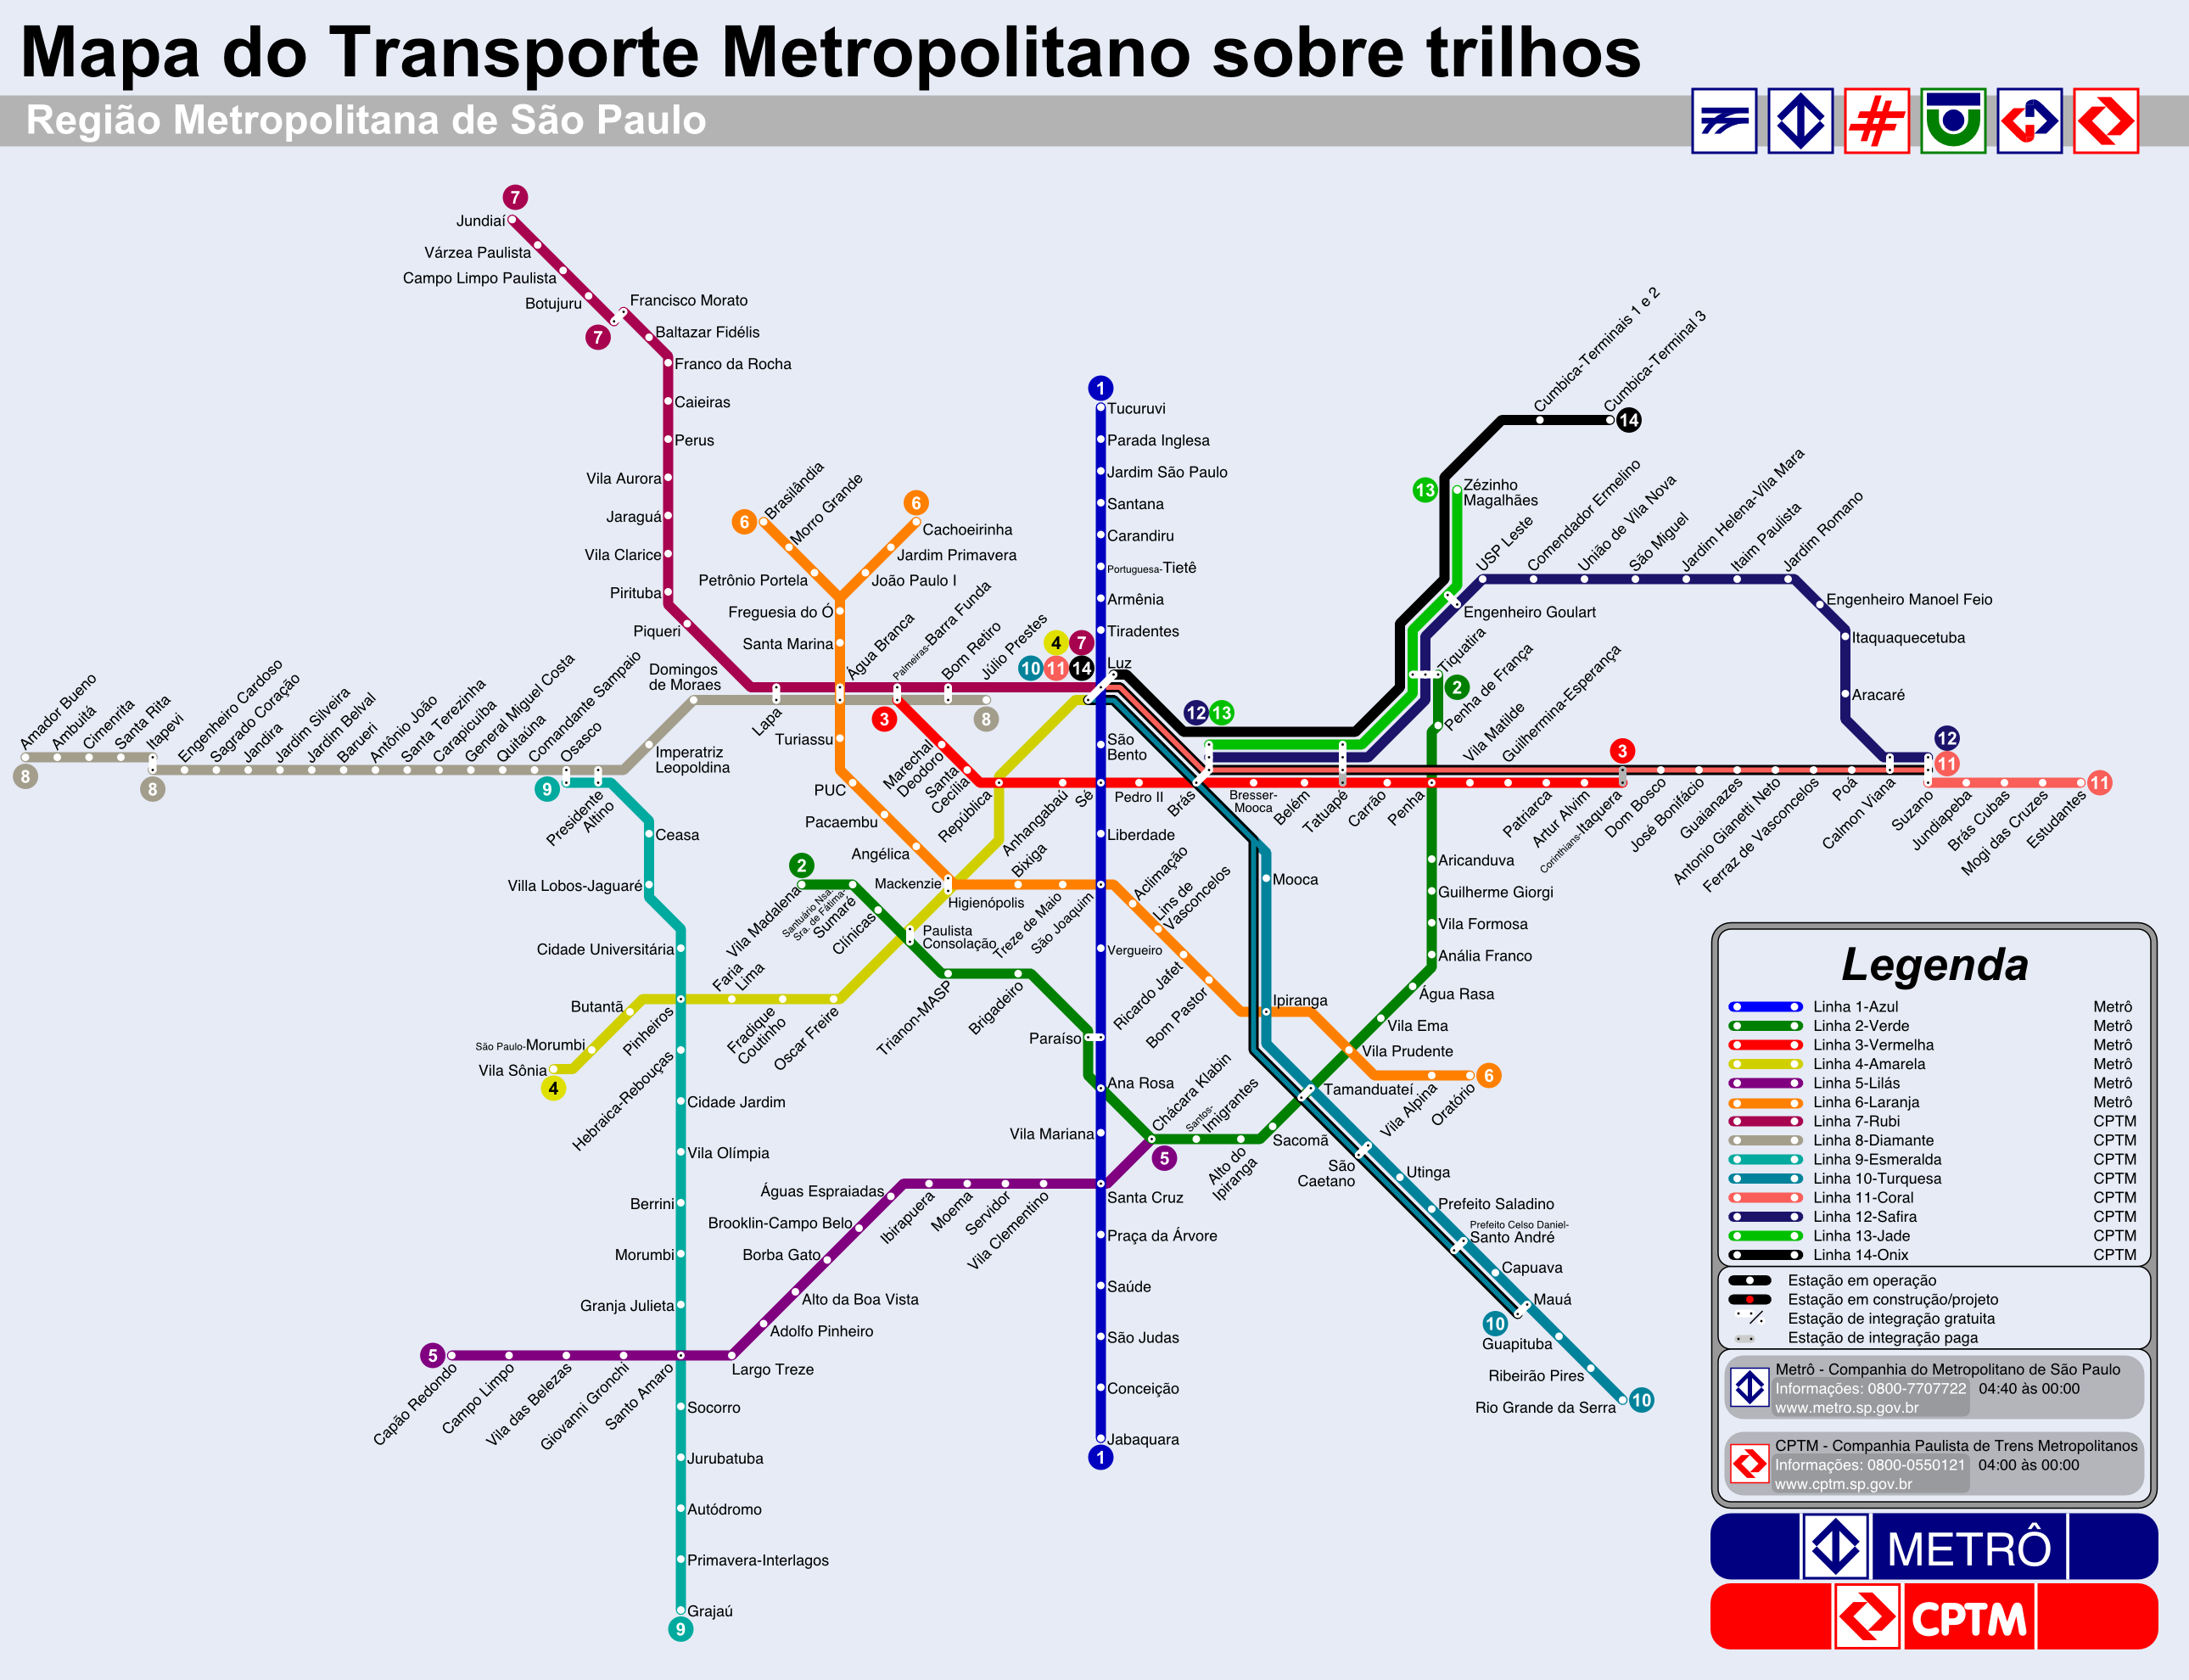 Mapa do Transporte Metropolitano sobre trilhos
Região Metropolitana de São Paulo
7
Jundiaí
Várzea Paulista
Campo Limpo Paulista
Botujuru
Francisco Morato
7
Baltazar Fidélis
Franco da Rocha
Caieiras
Perus
Vila Aurora
Jaraguá
Vila Clarice
Pirituba
Piqueri
Lapa
Água Branca
Palmeiras-Barra Funda
Bom Retiro
Júlio Prestes
8
6
Brasilândia
Morro Grande
Petrônio Portela
6
Cachoeirinha
Jardim Primavera
João Paulo I
Freguesia do Ó
Santa Marina
Turiassu
PUC
Pacaembu
Angélica
Mackenzie
Higienópolis
Bixiga
Treze de Maio
São Joaquim
Aclimação
Lins de
Vasconcelos
Ricardo Jafet
Bom Pastor
Ipiranga
Vila Prudente
Vila Alpina
Oratório
6
1
Tucuruvi
Parada Inglesa
Jardim São Paulo
Santana
Carandiru
Portuguesa-Tietê
Armênia
Tiradentes
4
7
10
11
14
Luz
São
Bento
Sé
Liberdade
Vergueiro
Paraíso
Ana Rosa
Vila Mariana
Santa Cruz
Praça da Árvore
Saúde
São Judas
Conceição
Jabaquara
1
Cumbica-Terminais 1 e 2
Cumbica-Terminal 3
14
13
Zézinho
Magalhães
USP Leste
Comendador Ermelino
União de Vila Nova
São Miguel
Jardim Helena-Vila Mara
Itaim Paulista
Jardim Romano
Engenheiro Goulart
Engenheiro Manoel Feio
Itaquaquecetuba
Aracaré
12
11
12
13
Tiquatira
2
Penha de França
Vila Matilde
Guilhermina-Esperança
3
Domingos
de Moraes
Imperatriz
Leopoldina
Amador Bueno
Ambuitá
Cimenrita
Santa Rita
Itapevi
Engenheiro Cardoso
Sagrado Coração
Jandira
Jardim Silveira
Jardim Belval
Barueri
Antônio João
Santa Terezinha
Carapicuíba
General Miguel Costa
Quitaúna
Comandante Sampaio
Osasco
8
8
9
Presidente
Altino
Ceasa
Villa Lobos-Jaguaré
Cidade Universitária
Pinheiros
Hebraica-Rebouças
Cidade Jardim
Vila Olímpia
Berrini
Morumbi
Granja Julieta
Santo Amaro
Socorro
Jurubatuba
Autódromo
Primavera-Interlagos
Grajaú
9
3
Marechal
Deodoro
Santa
Cecília
República
Anhangabaú
Pedro II
Brás
Bresser-
Mooca
Belém
Tatuapé
Carrão
Penha
Patriarca
Artur Alvim
Corinthians-Itaquera
Dom Bosco
José Bonifácio
Guaianazes
Antonio Gianetti Neto
Ferraz de Vasconcelos
Poá
Calmon Viana
Suzano
Jundiapeba
Brás Cubas
Mogi das Cruzes
Estudantes
11
2
Vila Madalena
Santuário Nsa.
Sra. de Fátima-
Sumaré
Clínicas
Paulista
Consolação
Trianon-MASP
Brigadeiro
Chácara Klabin
Santos-
Imigrantes
Alto do
Ipiranga
Sacomã
Tamanduateí
Vila Ema
Água Rasa
Anália Franco
Vila Formosa
Guilherme Giorgi
Aricanduva
Faria
Lima
Fradique
Coutinho
Oscar Freire
Butantã
São Paulo-Morumbi
Vila Sônia
4
5
Águas Espraiadas
Ibirapuera
Moema
Servidor
Vila Clementino
Brooklin-Campo Belo
Borba Gato
Alto da Boa Vista
Adolfo Pinheiro
Largo Treze
5
Capão Redondo
Campo Limpo
Vila das Belezas
Giovanni Gronchi
Mooca
São
Caetano
Utinga
Prefeito Saladino
Prefeito Celso Daniel-
Santo André
Capuava
Mauá
10
Guapituba
Ribeirão Pires
Rio Grande da Serra
10
Legenda
Linha 1-Azul Metrô
Linha 2-Verde Metrô
Linha 3-Vermelha Metrô
Linha 4-Amarela Metrô
Linha 5-Lilás Metrô
Linha 6-Laranja Metrô
Linha 7-Rubi CPTM
Linha 8-Diamante CPTM
Linha 9-Esmeralda CPTM
Linha 10-Turquesa CPTM
Linha 11-Coral CPTM
Linha 12-Safira CPTM
Linha 13-Jade CPTM
Linha 14-Onix CPTM
Estação em operação
Estação em construção/projeto
Estação de integração gratuita
Estação de integração paga
Metrô - Companhia do Metropolitano de São Paulo
Informações: 0800-7707722 04:40 às 00:00
www.metro.sp.gov.br
CPTM - Companhia Paulista de Trens Metropolitanos
Informações: 0800-0550121 04:00 às 00:00
www.cptm.sp.gov.br
METRÔ
CPTM